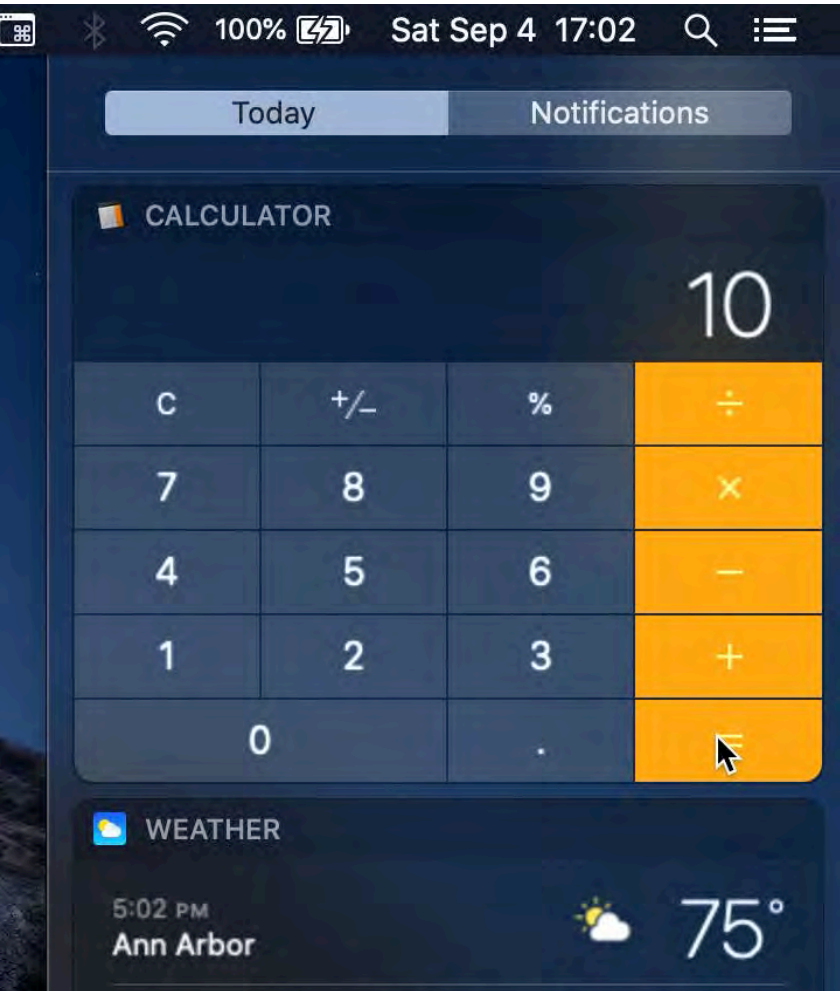 100% Sat Sep 4 17:02
Today Notifications
CALCULATOR
10
C +/- % ÷
7 8 9 ×
4 5 6 −
1 2 3 +
0 . =
WEATHER
5:02 PM
Ann Arbor 75°